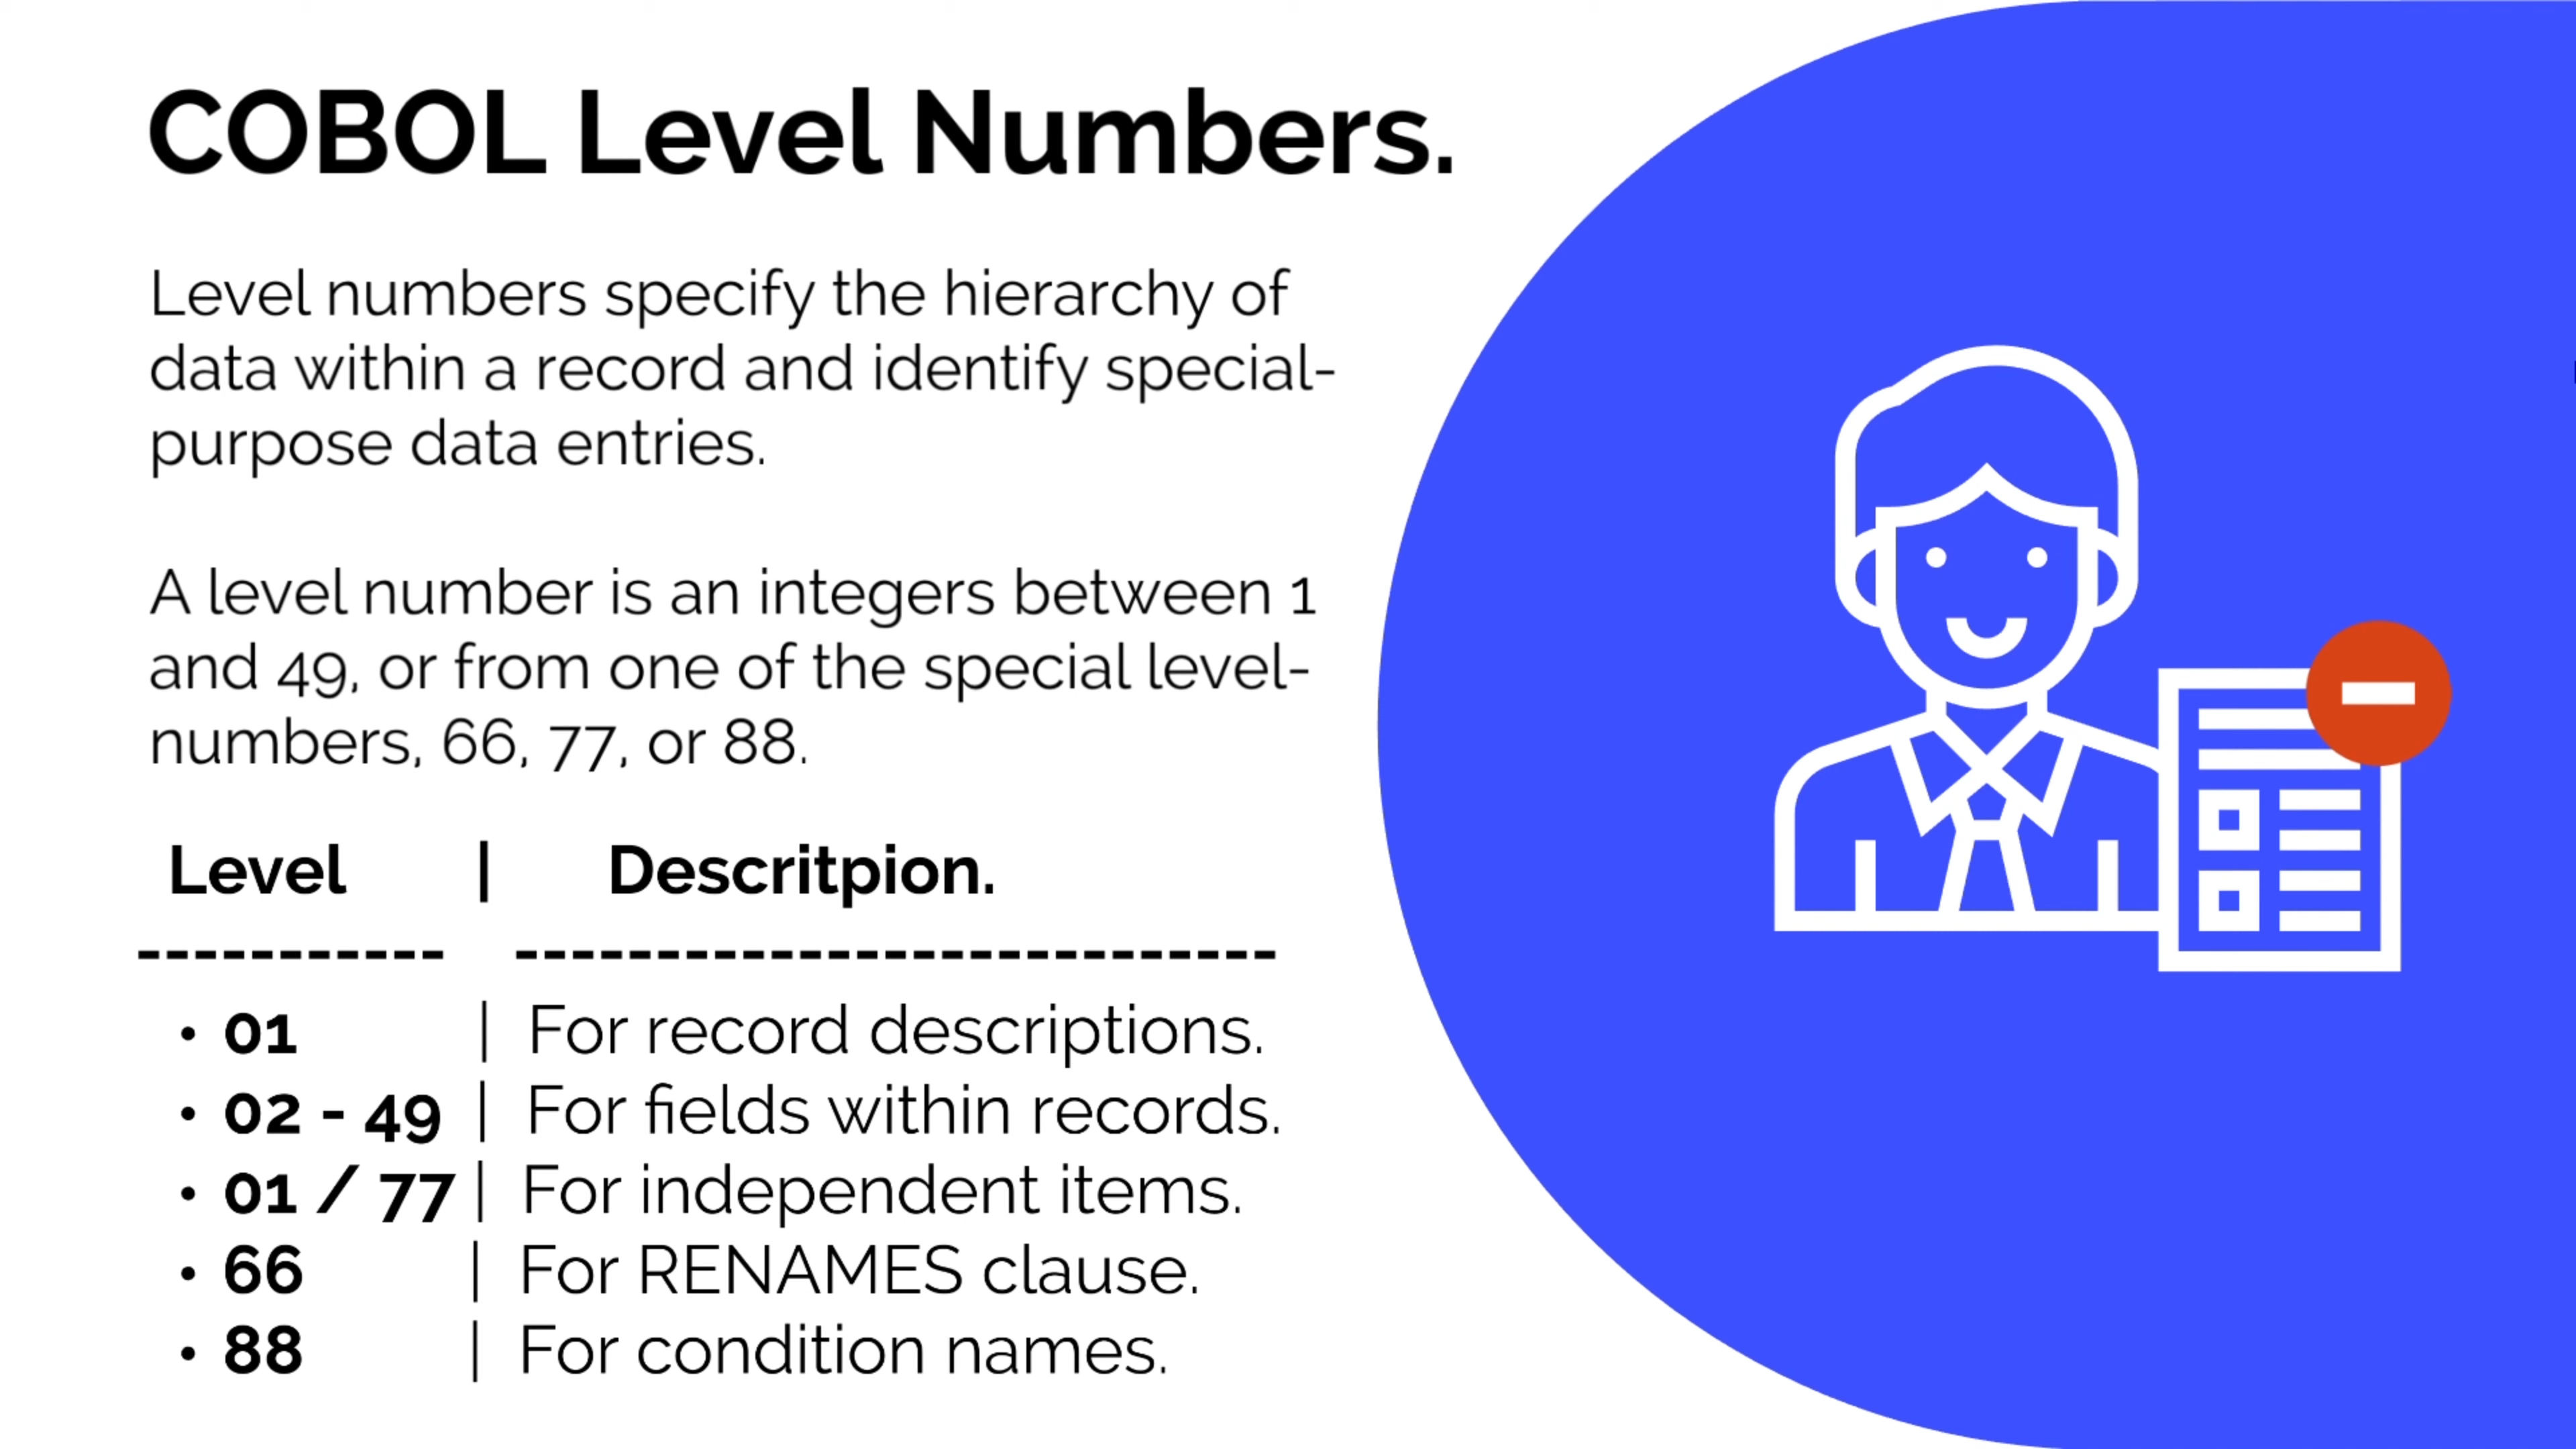 COBOL Level Numbers.
Level numbers specify the hierarchy of
data within a record and identify special-
purpose data entries.
A level number is an integers between 1
and 49, or from one of the special level-
numbers, 66, 77, or 88.
Level | Descritpion.
----------- ---------------------------
• 01 | For record descriptions.
• 02 - 49 | For fields within records.
• 01 / 77 | For independent items.
• 66 | For RENAMES clause.
• 88 | For condition names.